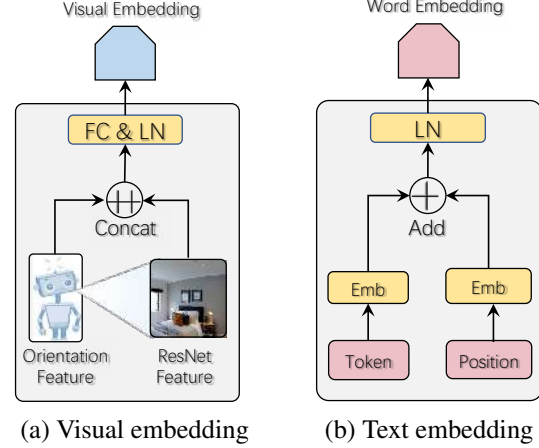 Visual Embedding
FC & LN
Concat
Orientation
Feature
ResNet
Feature
(a) Visual embedding
Word Embedding
LN
Add
Emb
Emb
Token
Position
(b) Text embedding